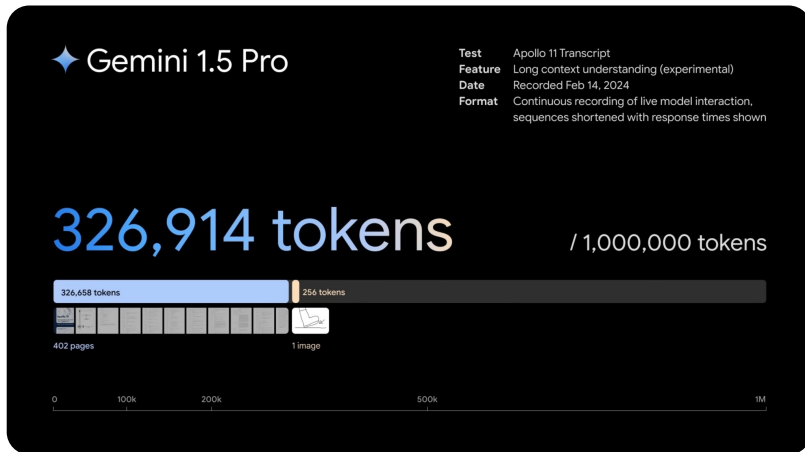 Gemini 1.5 Pro
Test Apollo 11 Transcript
Feature Long context understanding (experimental)
Date Recorded Feb 14, 2024
Format Continuous recording of live model interaction,
sequences shortened with response times shown
326,914 tokens
/ 1,000,000 tokens
326,658 tokens
256 tokens
402 pages
1 image
0 100k 200k 500k 1M